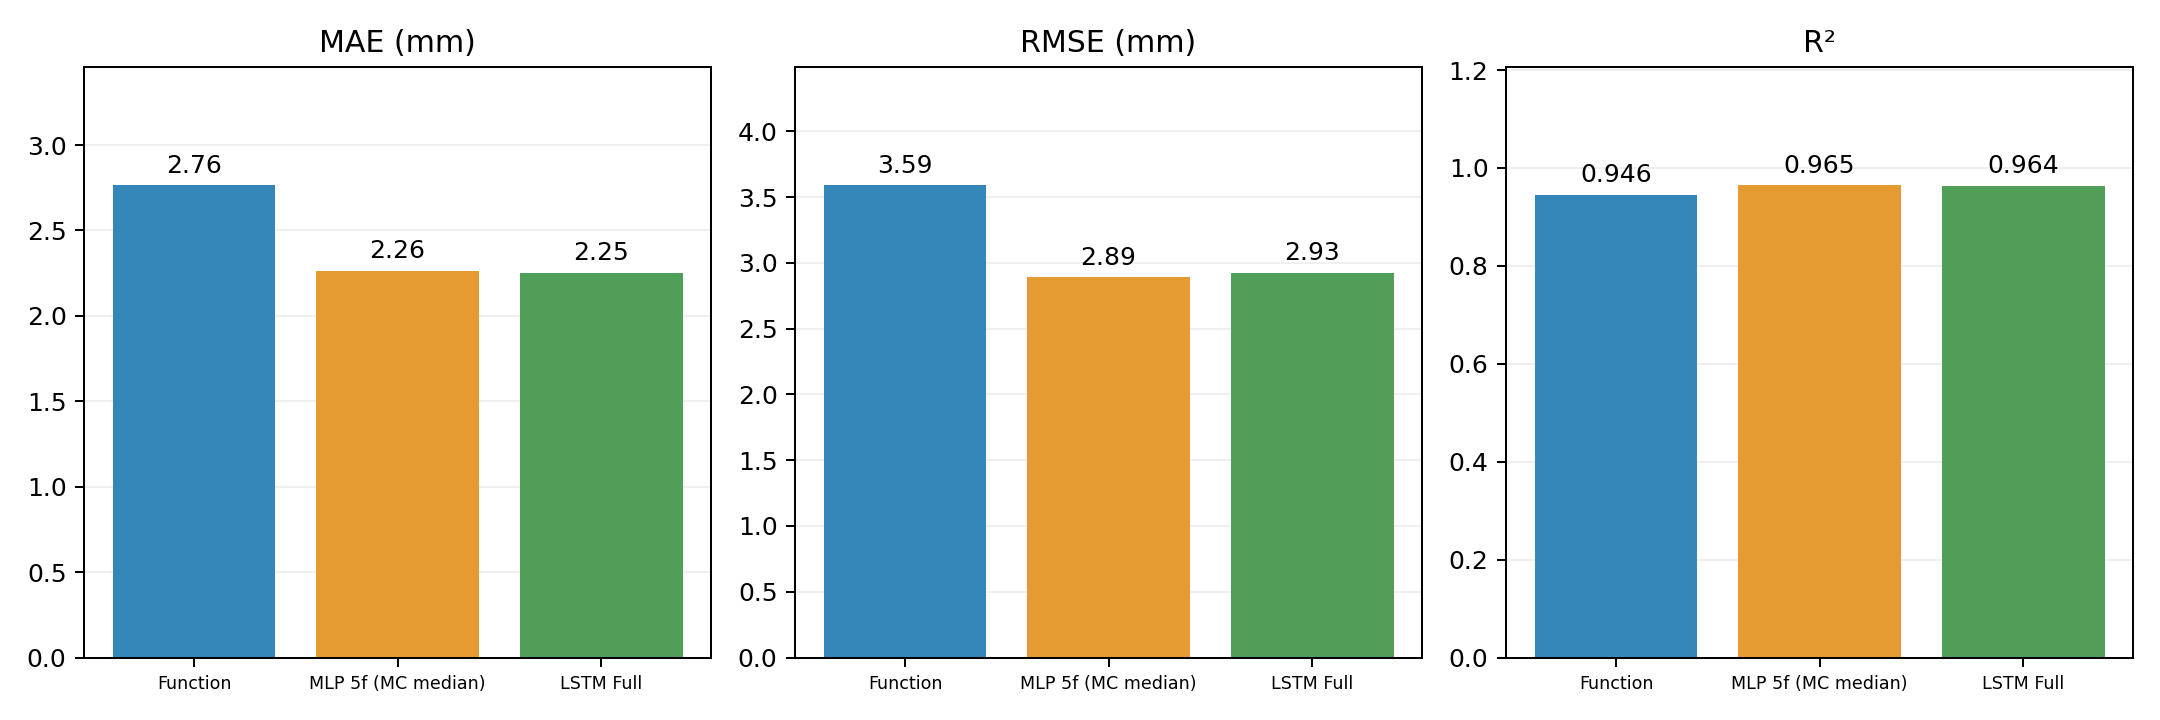 MAE (mm)
3.0
2.5
2.0
1.5
1.0
0.5
0.0
2.76
2.26
2.25
Function
MLP 5f (MC median)
LSTM Full
RMSE (mm)
4.0
3.5
3.0
2.5
2.0
1.5
1.0
0.5
0.0
3.59
2.89
2.93
Function
MLP 5f (MC median)
LSTM Full
R²
1.2
1.0
0.8
0.6
0.4
0.2
0.0
0.946
0.965
0.964
Function
MLP 5f (MC median)
LSTM Full